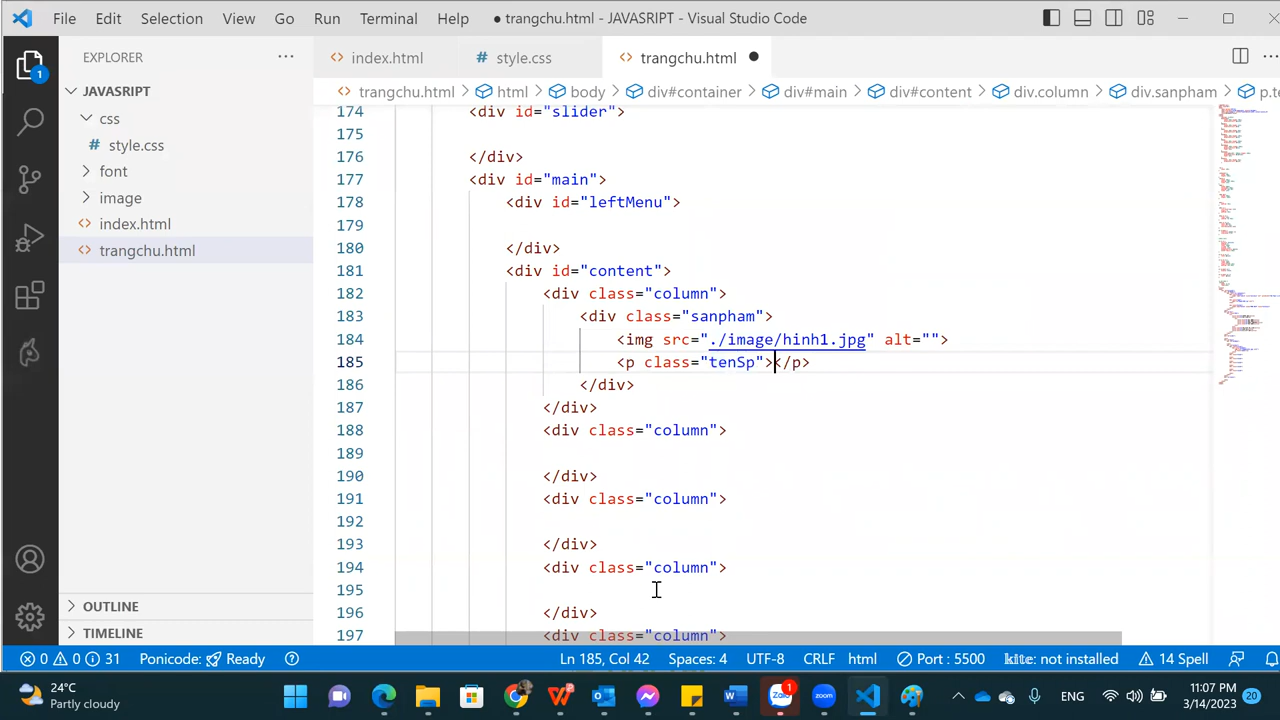 File Edit Selection View Go Run Terminal Help ● trangchu.html - JAVASRIPT - Visual Studio Code
EXPLORER ···
index.html # style.css trangchu.html ●
JAVASRIPT
trangchu.html > html > body > div#container > div#main > div#content > div.column > div.sanpham > p.te
css
# style.css
font
image
index.html
trangchu.html
1
174 <div id="slider">
175
176 </div>
177 <div id="main">
178 <div id="leftMenu">
180 </div>
181 <div id="content">
182 <div class="column">
183 <div class="sanpham">
184 <img src="./image/hinh1.jpg" alt="">
185 <p class="tenSp"></p>
186 </div>
187 </div>
188 <div class="column">
189
190 </div>
191 <div class="column">
192
193 </div>
194 <div class="column">
195
196 </div>
197 <div class="column">
OUTLINE
TIMELINE
0 0 31 Ponicode: Ready Ln 185, Col 42 Spaces: 4 UTF-8 CRLF html Port : 5500 kite: not installed 14 Spell
24°C
Partly cloudy
Zalo 1 zoom ENG 11:07 PM
3/14/2023 20